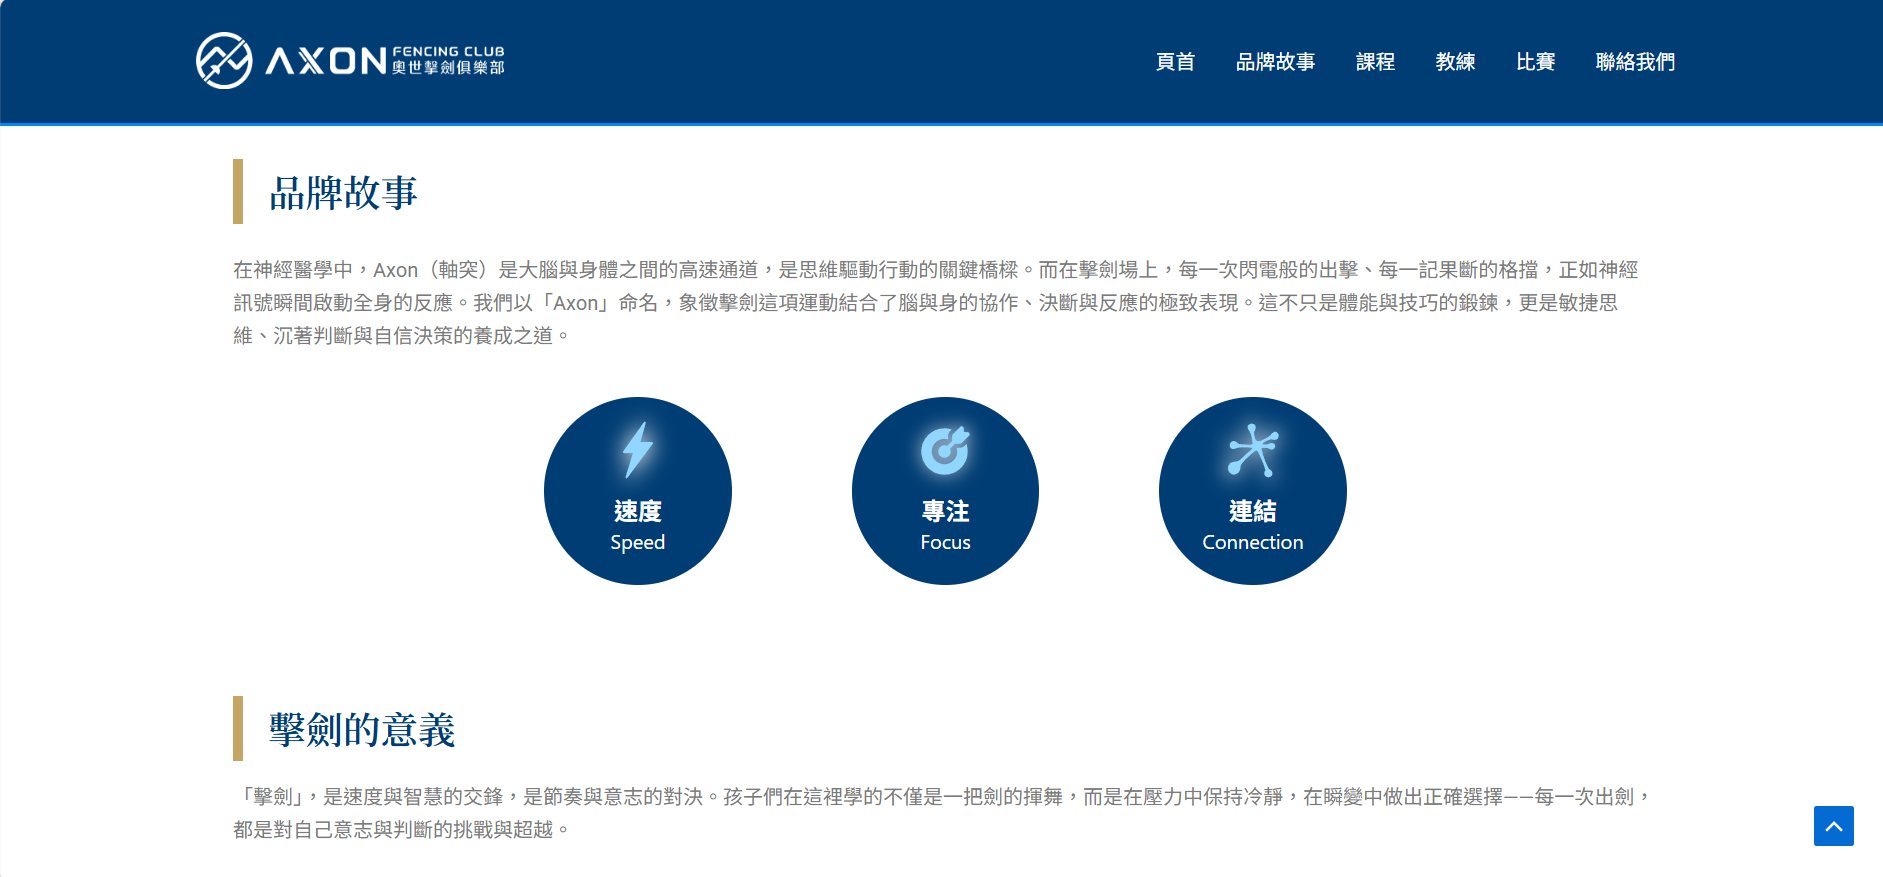 AXON FENCING CLUB
奧世擊劍俱樂部
頁首 品牌故事 課程 教練 比賽 聯絡我們
品牌故事
在神經醫學中，Axon（軸突）是大腦與身體之間的高速通道，是思維驅動行動的關鍵橋樑。而在擊劍場上，每一次閃電般的出擊、每一記果斷的格擋，正如神經
訊號瞬間啟動全身的反應。我們以「Axon」命名，象徵擊劍這項運動結合了腦與身的協作、決斷與反應的極致表現。這不只是體能與技巧的鍛鍊，更是敏捷思
維、沉著判斷與自信決策的養成之道。
速度 專注 連結
Speed Focus Connection
擊劍的意義
「擊劍」，是速度與智慧的交鋒，是節奏與意志的對決。孩子們在這裡學的不僅是一把劍的揮舞，而是在壓力中保持冷靜，在瞬變中做出正確選擇——每一次出劍，
都是對自己意志與判斷的挑戰與超越。